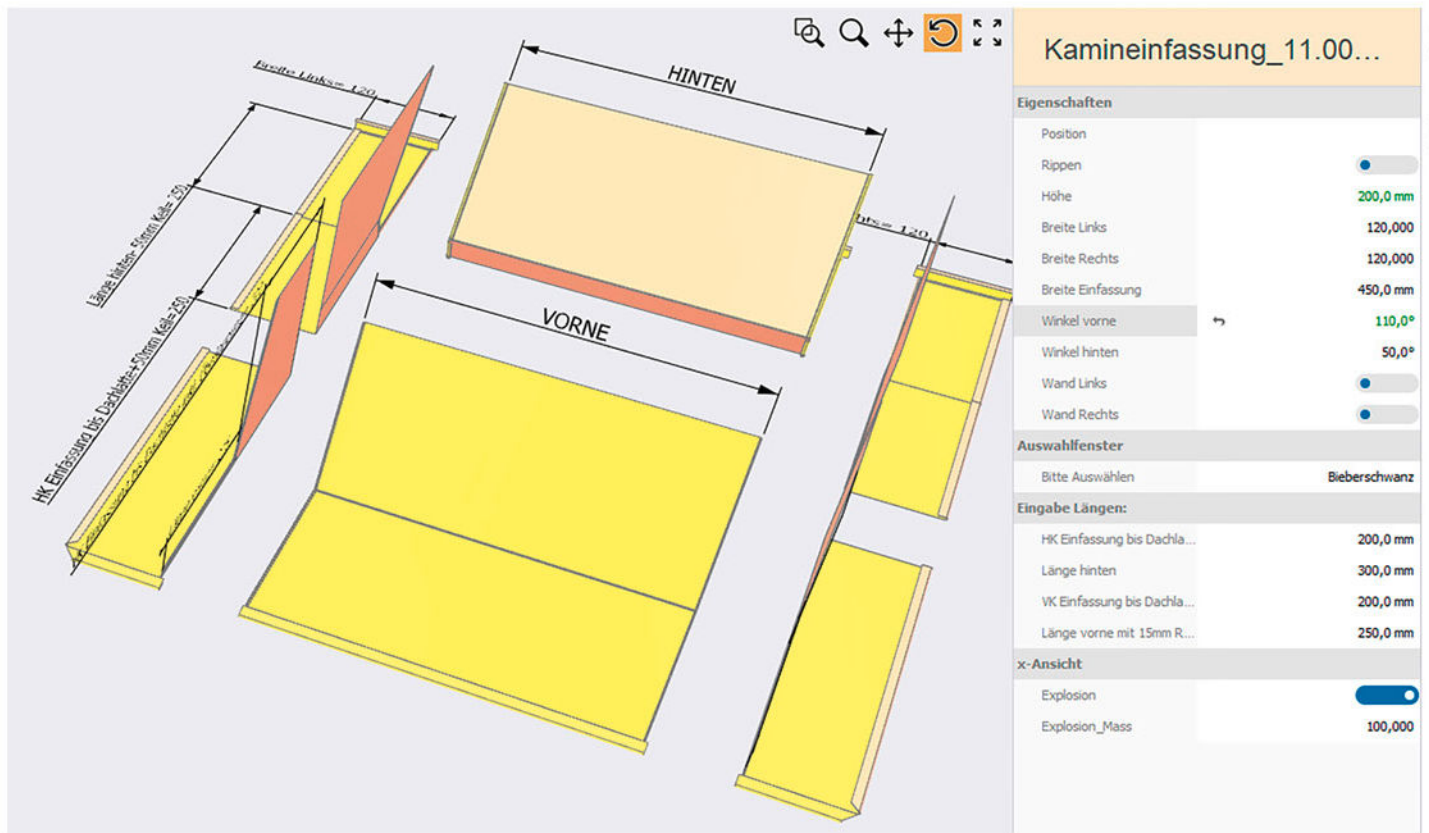 Breite Links= 120
HINTEN
Länge hinten- 50mm Keil= 250
hts= 120
VORNE
HK Einfassung bis Dachlatte+50mm Keil=250
Kamineinfassung_11.00...
Eigenschaften
Position
Rippen
Höhe 200,0 mm
Breite Links 120,000
Breite Rechts 120,000
Breite Einfassung 450,0 mm
Winkel vorne 110,0°
Winkel hinten 50,0°
Wand Links
Wand Rechts
Auswahlfenster
Bitte Auswählen Bieberschwanz
Eingabe Längen:
HK Einfassung bis Dachla... 200,0 mm
Länge hinten 300,0 mm
VK Einfassung bis Dachla... 200,0 mm
Länge vorne mit 15mm R... 250,0 mm
x-Ansicht
Explosion
Explosion_Mass 100,000